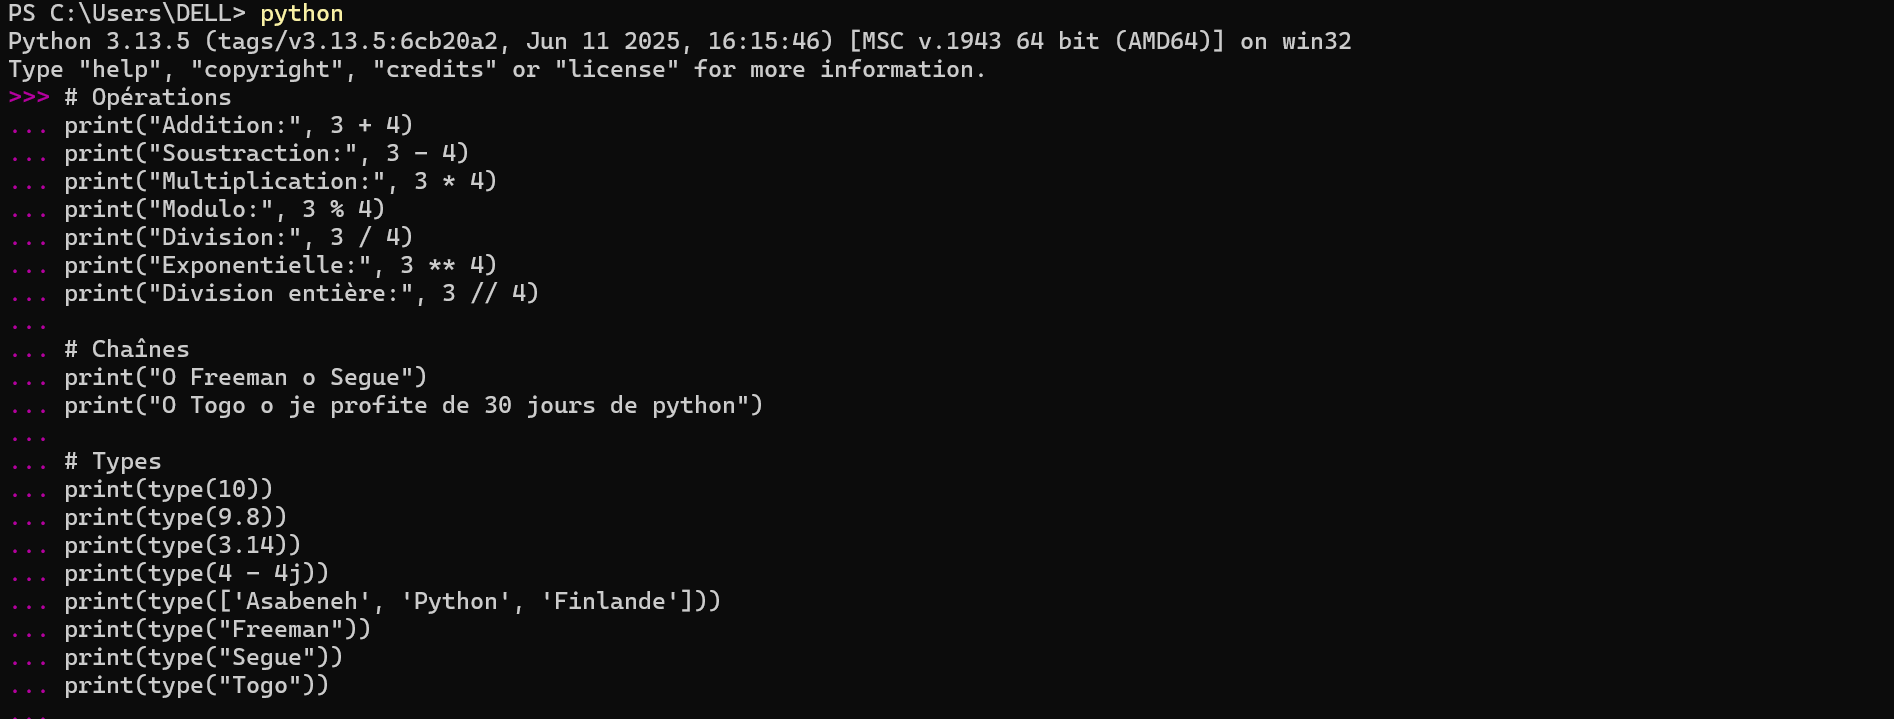 PS C:\Users\DELL> python
Python 3.13.5 (tags/v3.13.5:6cb20a2, Jun 11 2025, 16:15:46) [MSC v.1943 64 bit (AMD64)] on win32
Type "help", "copyright", "credits" or "license" for more information.
>>> # Opérations
... print("Addition:", 3 + 4)
... print("Soustraction:", 3 - 4)
... print("Multiplication:", 3 * 4)
... print("Modulo:", 3 % 4)
... print("Division:", 3 / 4)
... print("Exponentielle:", 3 ** 4)
... print("Division entière:", 3 // 4)
...
... # Chaînes
... print("O Freeman o Segue")
... print("O Togo o je profite de 30 jours de python")
...
... # Types
... print(type(10))
... print(type(9.8))
... print(type(3.14))
... print(type(4 - 4j))
... print(type(['Asabeneh', 'Python', 'Finlande']))
... print(type("Freeman"))
... print(type("Segue"))
... print(type("Togo"))
...